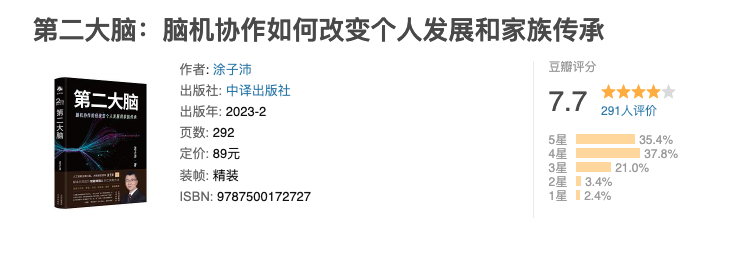 第二大脑：脑机协作如何改变个人发展和家族传承
第二大脑
脑机协作如何改变个人发展和家族传承
第二大脑
作者: 涂子沛
出版社: 中译出版社
出版年: 2023-2
页数: 292
定价: 89元
装帧: 精装
ISBN: 9787500172727
豆瓣评分
7.7
291人评价
5星 35.4%
4星 37.8%
3星 21.0%
2星 3.4%
1星 2.4%